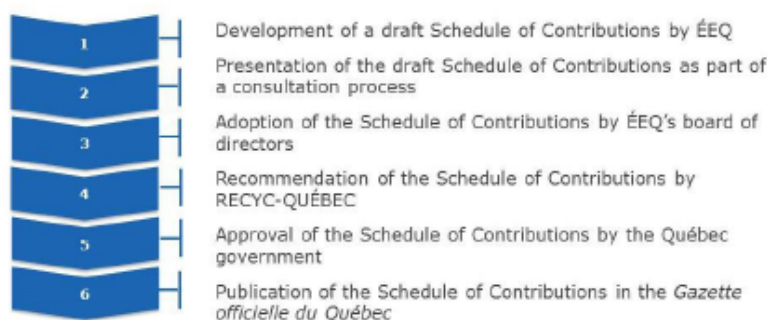 1
Development of a draft Schedule of Contributions by ÉEQ
2
Presentation of the draft Schedule of Contributions as part of
a consultation process
3
Adoption of the Schedule of Contributions by ÉEQ's board of
directors
4
Recommendation of the Schedule of Contributions by
RECYC-QUÉBEC
5
Approval of the Schedule of Contributions by the Québec
government
6
Publication of the Schedule of Contributions in the Gazette
officielle du Québec